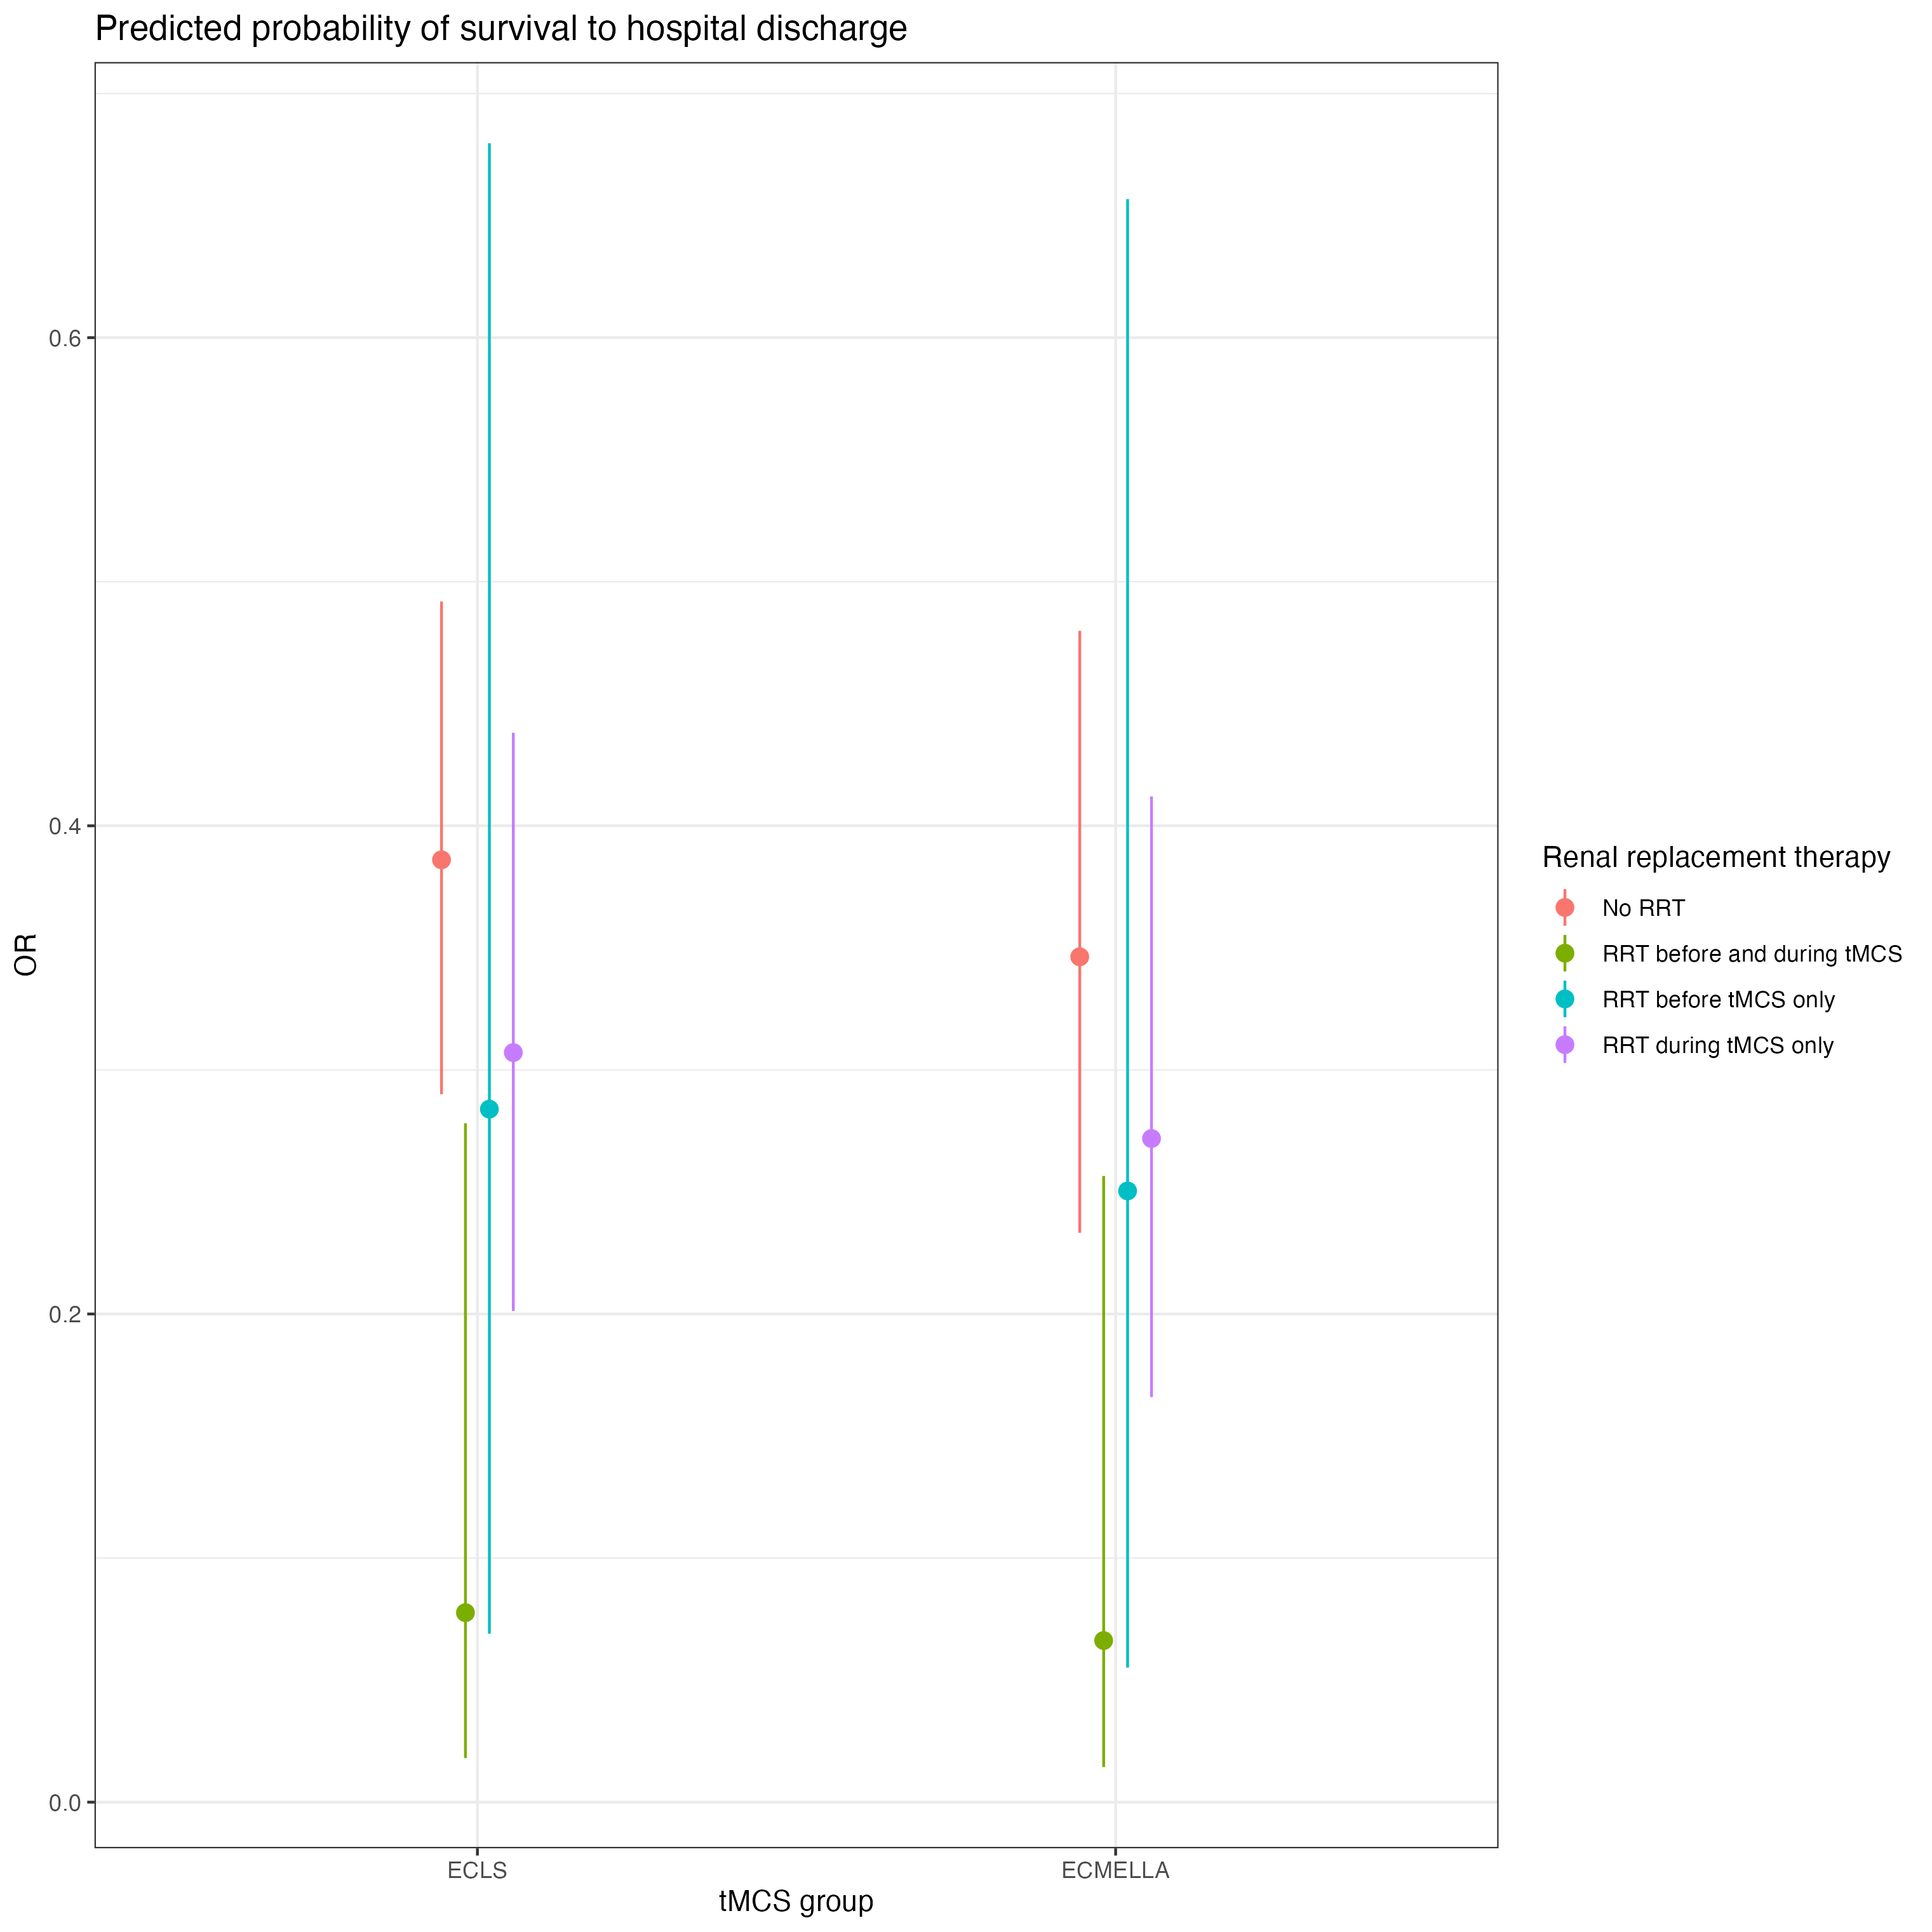 Predicted probability of survival to hospital discharge
OR
0.6
0.4
0.2
0.0
ECLS
ECMELLA
tMCS group
Renal replacement therapy
No RRT
RRT before and during tMCS
RRT before tMCS only
RRT during tMCS only